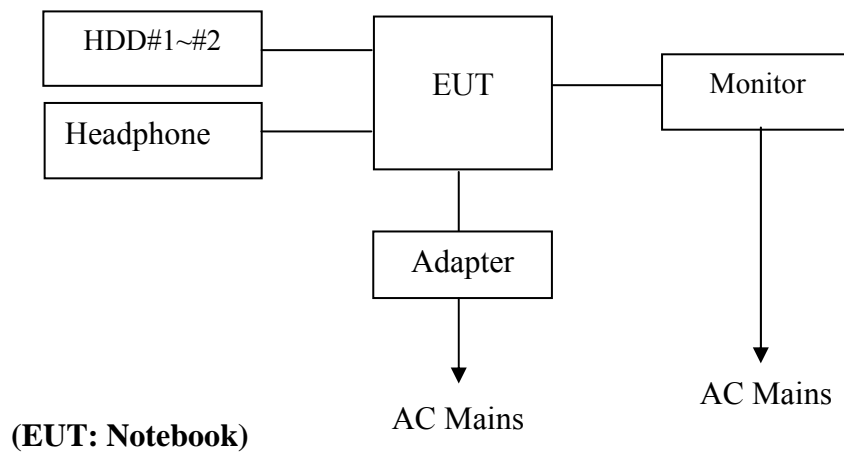 HDD#1~#2
EUT
Monitor
Headphone
Adapter
AC Mains
AC Mains
(EUT: Notebook)